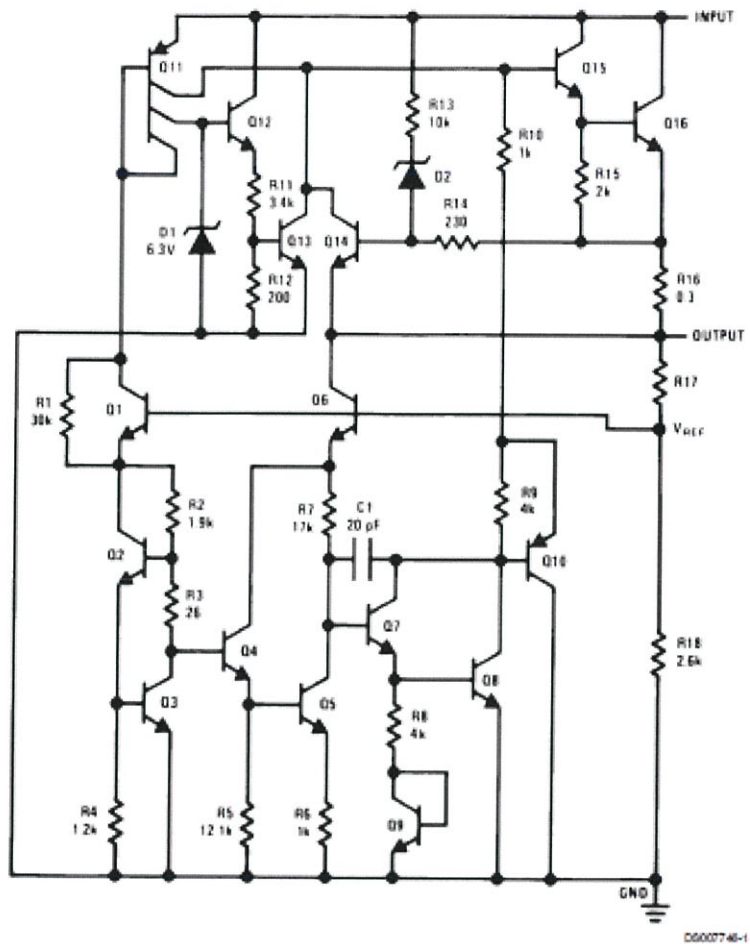 INPUT
Q11
Q12
Q15
Q16
R13
10k
R10
1k
D2
R15
2k
R11
3.4k
R14
230
D1
6.3V
Q13
Q14
R12
200
R16
0.3
OUTPUT
R17
R1
30k
Q1
Q6
VREF
R2
1.9k
R7
17k
C1
20 pF
R9
4k
Q2
Q10
R3
26
Q7
Q4
R18
2.6k
Q3
Q5
Q8
R8
4k
R4
1.2k
R5
12 1k
R6
1k
Q9
GND
DS007746-1